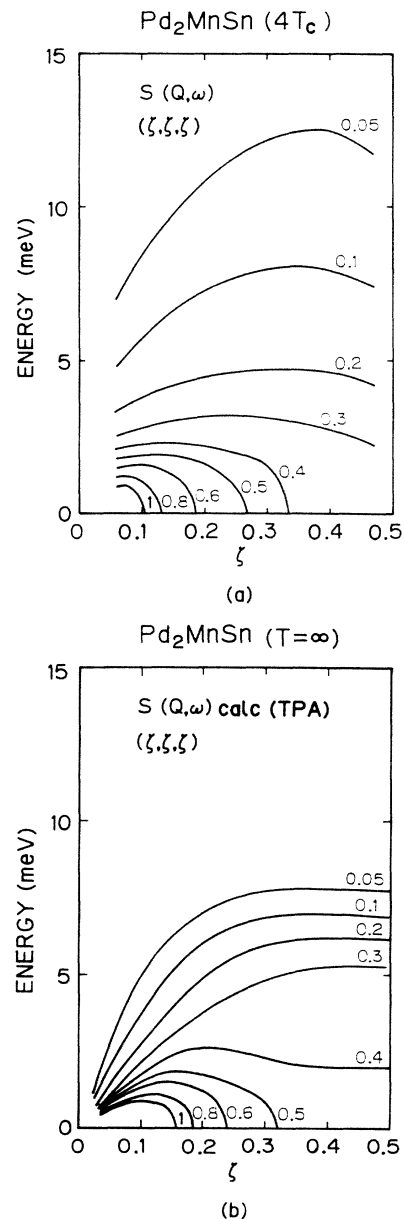 Pd₂MnSn (4T_c)
S (Q,ω)
(ζ,ζ,ζ)
0.05
0.1
0.2
0.3
0.4
0.5
0.6
0.8
1
15
10
5
0
ENERGY (meV)
0 0.1 0.2 0.3 0.4 0.5
ζ
(a)
Pd₂MnSn (T=∞)
S (Q,ω) calc (TPA)
(ζ,ζ,ζ)
0.05
0.1
0.2
0.3
0.4
0.5
0.6
0.8
1
15
10
5
0
ENERGY (meV)
0 0.1 0.2 0.3 0.4 0.5
ζ
(b)